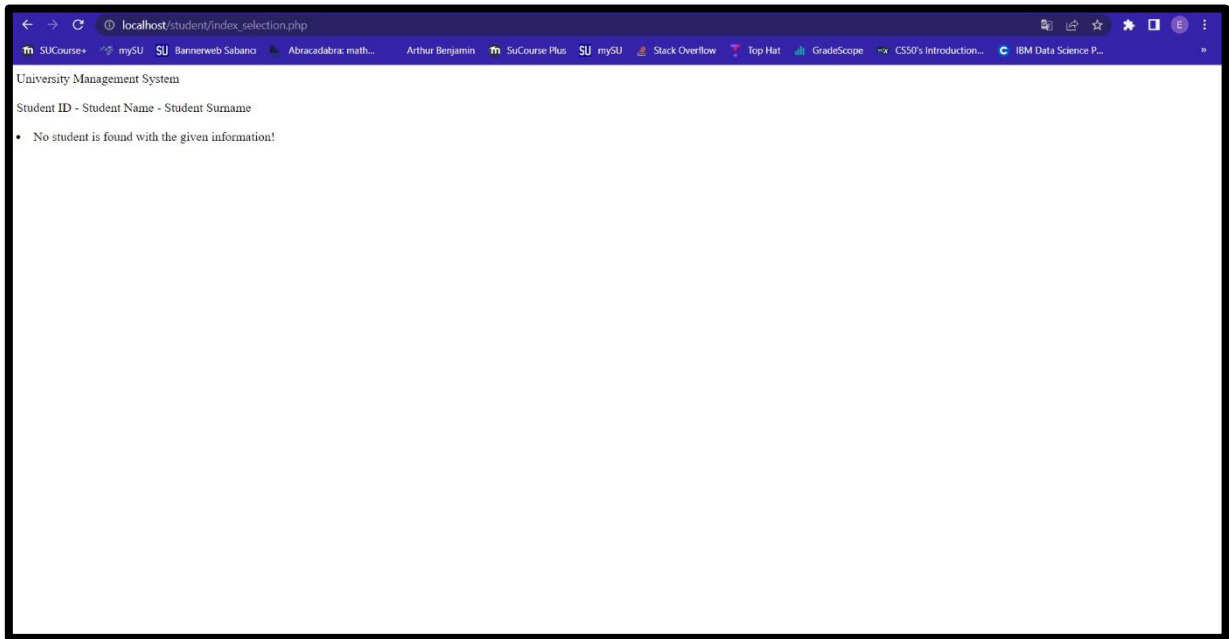 localhost/student/index_selection.php
E
SUCourse+ mySU SU Bannerweb Sabancı Abracadabra: math... Arthur Benjamin SuCourse Plus SU mySU Stack Overflow Top Hat GradeScope CS50's Introduction... C IBM Data Science P... »
University Management System
Student ID - Student Name - Student Surname
• No student is found with the given information!